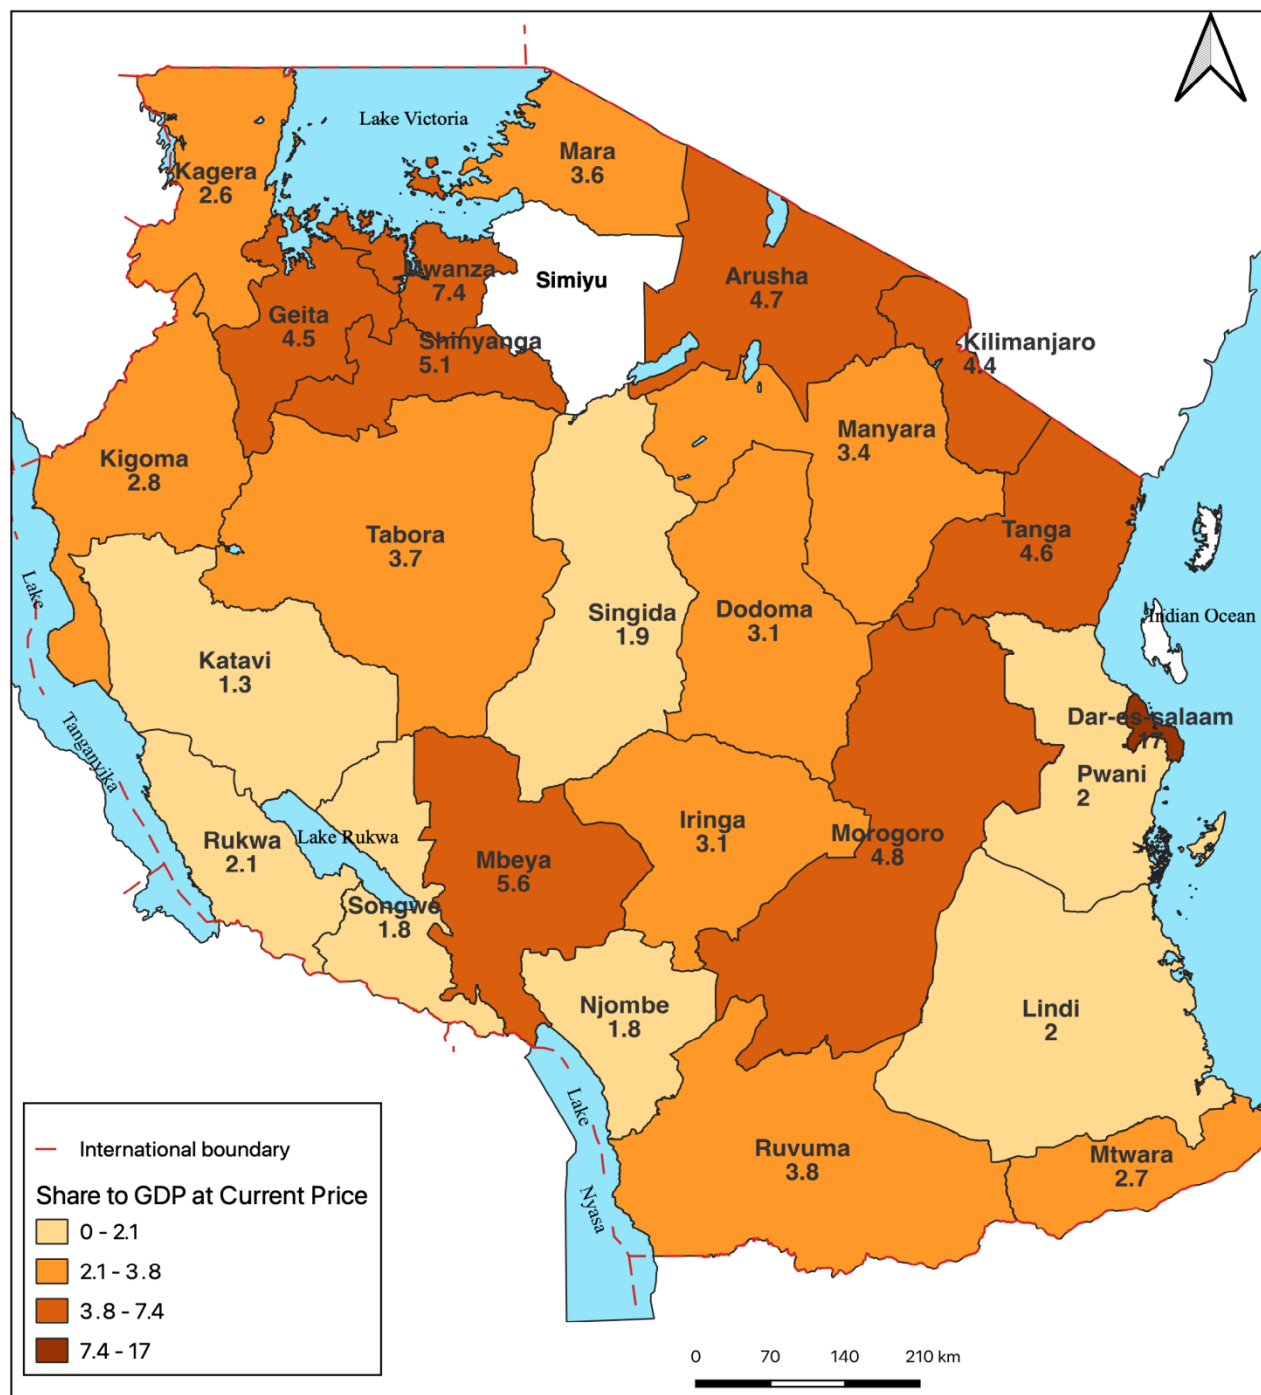 Lake Victoria
Mara
3.6
Kagera
2.6
Mwanza
7.4
Simiyu
Arusha
4.7
Geita
4.5
Shinyanga
5.1
Kilimanjaro
4.4
Manyara
3.4
Kigoma
2.8
Tabora
3.7
Tanga
4.6
Singida
1.9
Dodoma
3.1
Indian Ocean
Lake
Tanganyika
Katavi
1.3
Dar-es-salaam
17
Pwani
2
Rukwa
2.1
Lake Rukwa
Mbeya
5.6
Iringa
3.1
Morogoro
4.8
Songwe
1.8
Njombe
1.8
Lindi
2
Lake
Nyasa
Ruvuma
3.8
Mtwara
2.7
International boundary
Share to GDP at Current Price
0 - 2.1
2.1 - 3.8
3.8 - 7.4
7.4 - 17
0 70 140 210 km